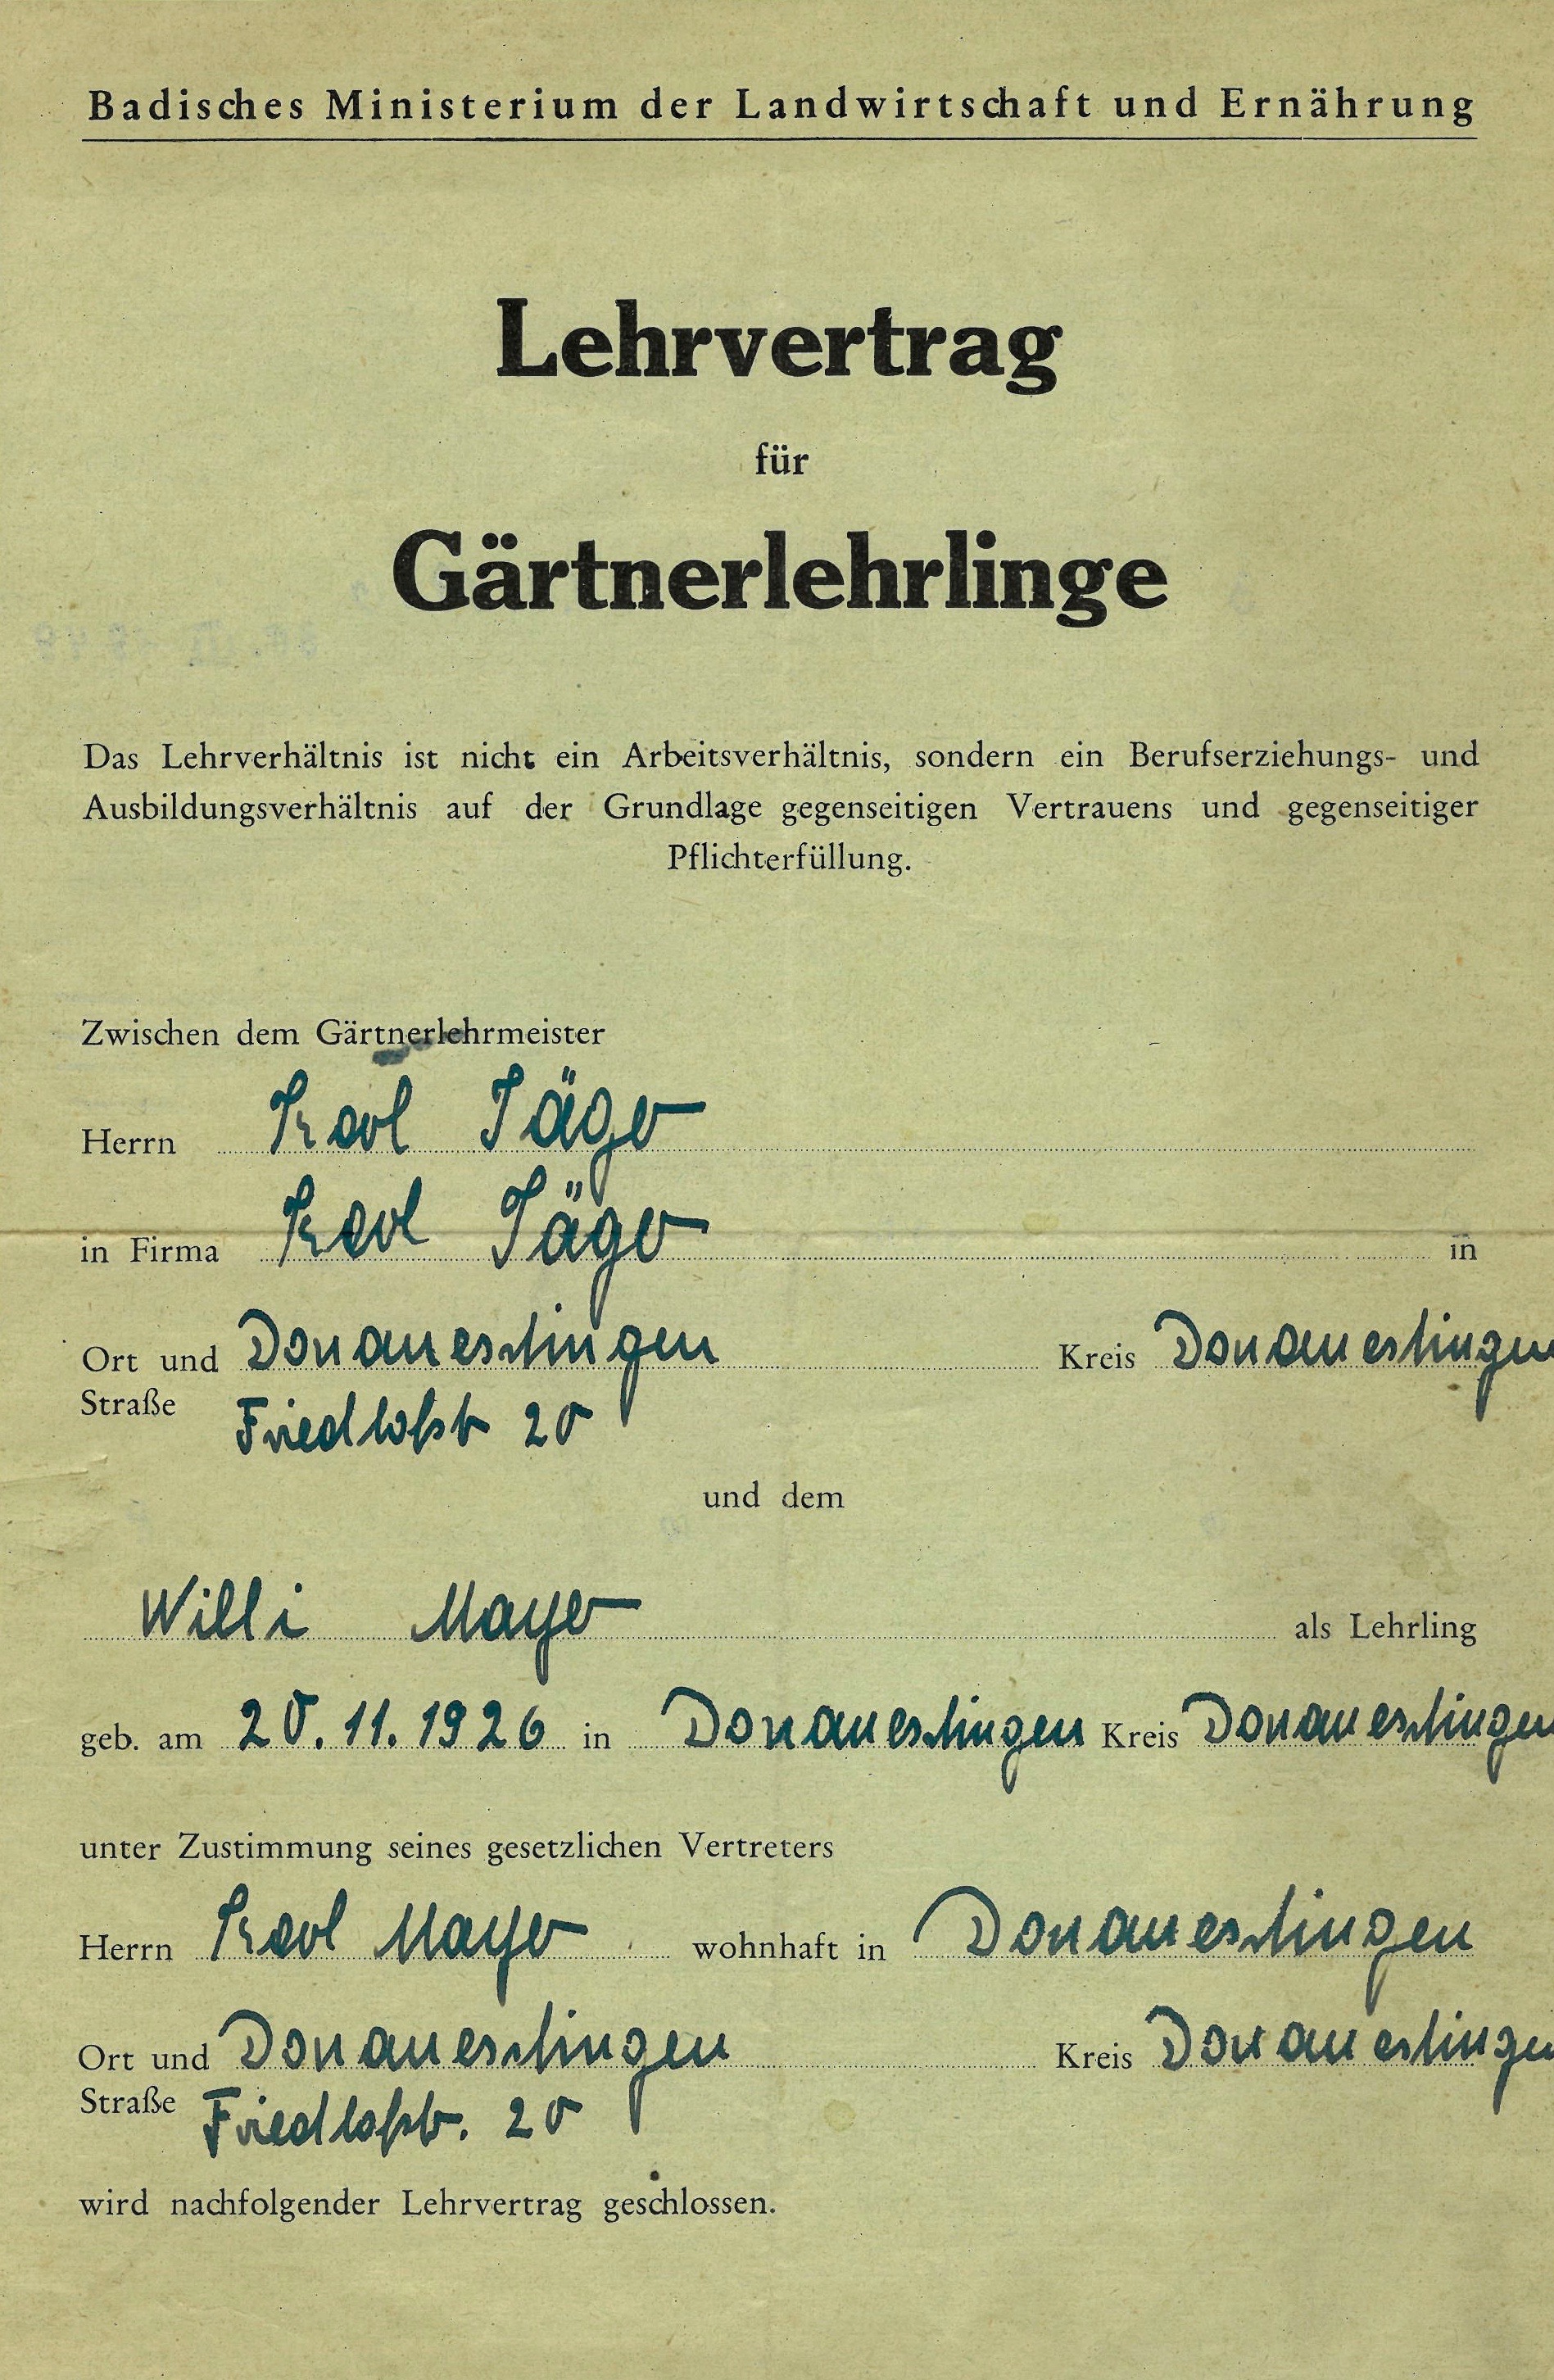 Badisches Ministerium der Landwirtschaft und Ernährung
Lehrvertrag
für
Gärtnerlehrlinge
Das Lehrverhältnis ist nicht ein Arbeitsverhältnis, sondern ein Berufserziehungs- und
Ausbildungsverhältnis auf der Grundlage gegenseitigen Vertrauens und gegenseitiger
Pflichterfüllung.
Zwischen dem Gärtnerlehrmeister
Herrn Karl Jäger
in Firma Karl Jäger in
Ort und Donaueschingen Kreis Donaueschingen
Straße Friedhofstr 20
und dem
Willi Mayer als Lehrling
geb. am 20.11.1926 in Donaueschingen Kreis Donaueschingen
unter Zustimmung seines gesetzlichen Vertreters
Herrn Karl Mayer wohnhaft in Donaueschingen
Ort und Donaueschingen Kreis Donaueschingen
Straße Friedhofstr. 20
wird nachfolgender Lehrvertrag geschlossen.